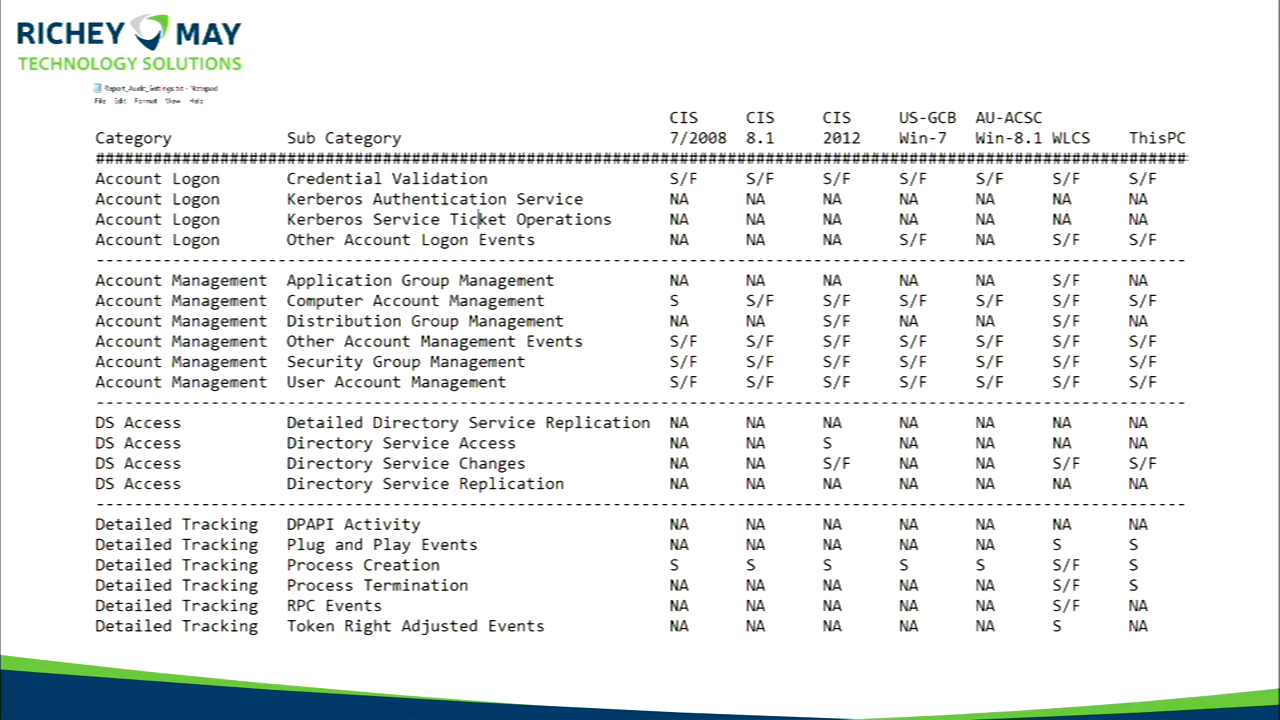 RICHEY MAY
TECHNOLOGY SOLUTIONS
Report_Audit_Settings.txt - Notepad
File Edit Format View Help
CIS CIS CIS US-GCB AU-ACSC
Category Sub Category 7/2008 8.1 2012 Win-7 Win-8.1 WLCS ThisPC
##################################################################################################################
Account Logon Credential Validation S/F S/F S/F S/F S/F S/F S/F
Account Logon Kerberos Authentication Service NA NA NA NA NA NA NA
Account Logon Kerberos Service Ticket Operations NA NA NA NA NA NA NA
Account Logon Other Account Logon Events NA NA NA S/F NA S/F S/F
------------------------------------------------------------------------------------------------------------------
Account Management Application Group Management NA NA NA NA NA S/F NA
Account Management Computer Account Management S S/F S/F S/F S/F S/F S/F
Account Management Distribution Group Management NA NA S/F NA NA S/F NA
Account Management Other Account Management Events S/F S/F S/F S/F S/F S/F S/F
Account Management Security Group Management S/F S/F S/F S/F S/F S/F S/F
Account Management User Account Management S/F S/F S/F S/F S/F S/F S/F
------------------------------------------------------------------------------------------------------------------
DS Access Detailed Directory Service Replication NA NA NA NA NA NA NA
DS Access Directory Service Access NA NA S NA NA NA NA
DS Access Directory Service Changes NA NA S/F NA NA S/F S/F
DS Access Directory Service Replication NA NA NA NA NA NA NA
------------------------------------------------------------------------------------------------------------------
Detailed Tracking DPAPI Activity NA NA NA NA NA NA NA
Detailed Tracking Plug and Play Events NA NA NA NA NA S S
Detailed Tracking Process Creation S S S S S S/F S
Detailed Tracking Process Termination NA NA NA NA NA S/F S
Detailed Tracking RPC Events NA NA NA NA NA S/F NA
Detailed Tracking Token Right Adjusted Events NA NA NA NA NA S NA